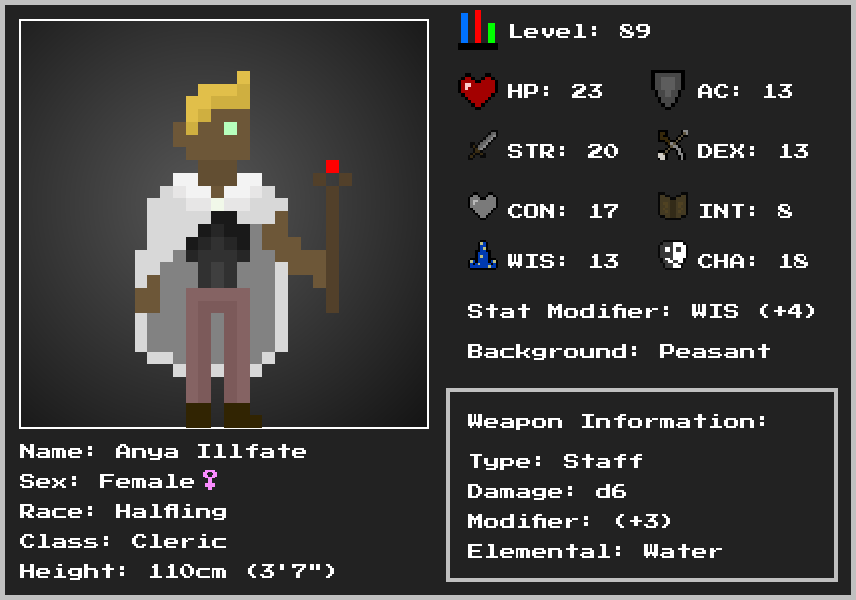 Level: 89
HP: 23
AC: 13
STR: 20
DEX: 13
CON: 17
INT: 8
WIS: 13
CHA: 18
Stat Modifier: WIS (+4)
Background: Peasant
Weapon Information:
Type: Staff
Damage: d6
Modifier: (+3)
Elemental: Water
Name: Anya Illfate
Sex: Female♀
Race: Halfling
Class: Cleric
Height: 110cm (3'7")